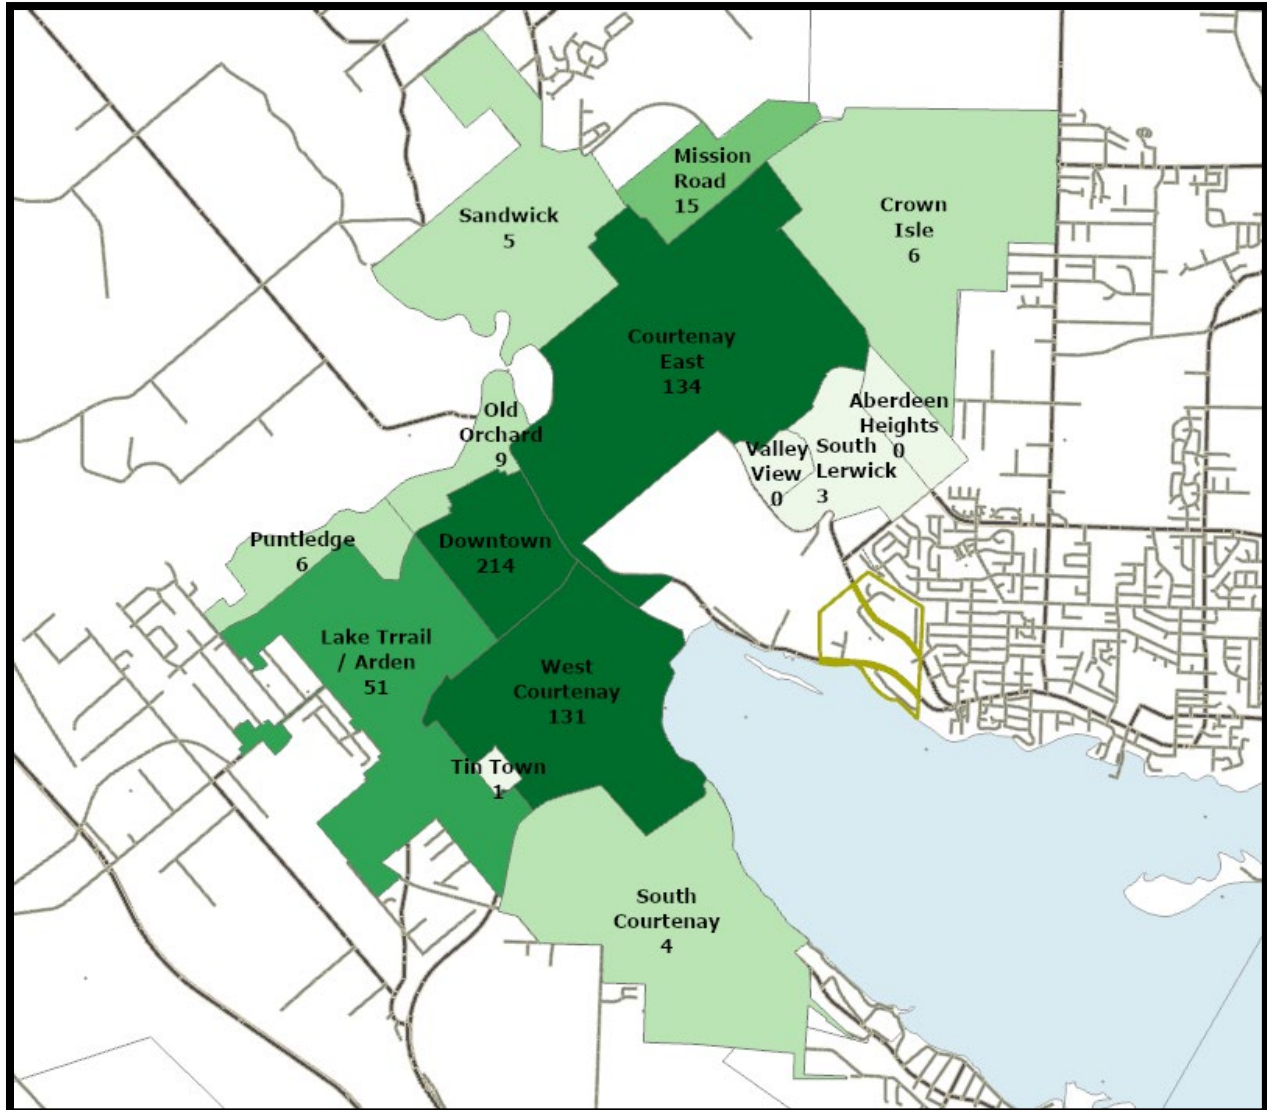 Mission
Road
15
Sandwick
5
Crown
Isle
6
Courtenay
East
134
Old
Orchard
9
Aberdeen
Heights
0
Valley
View
0
South
Lerwick
3
Puntledge
6
Downtown
214
Lake Trrail
/ Arden
51
West
Courtenay
131
Tin Town
1
South
Courtenay
4